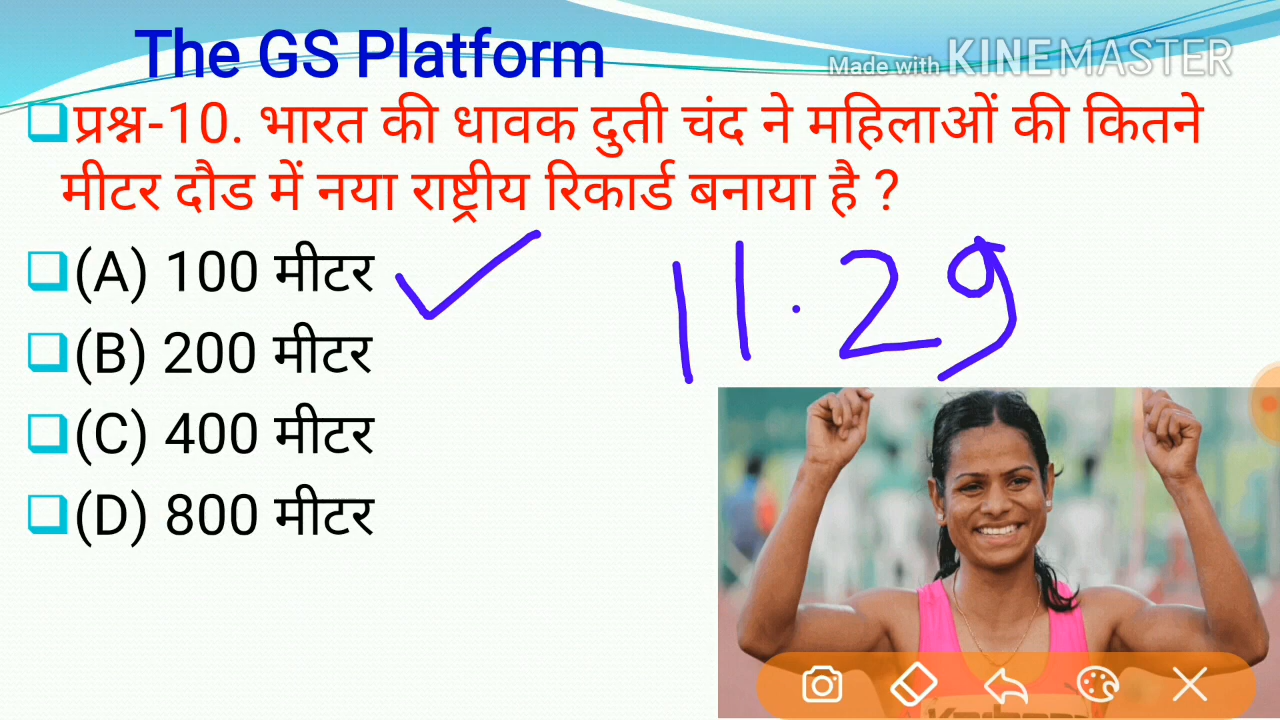 The GS Platform
Made with KINEMASTER
प्रश्न-10. भारत की धावक दुती चंद ने महिलाओं की कितने
मीटर दौड में नया राष्ट्रीय रिकार्ड बनाया है ?
(A) 100 मीटर
11.29
(B) 200 मीटर
(C) 400 मीटर
(D) 800 मीटर